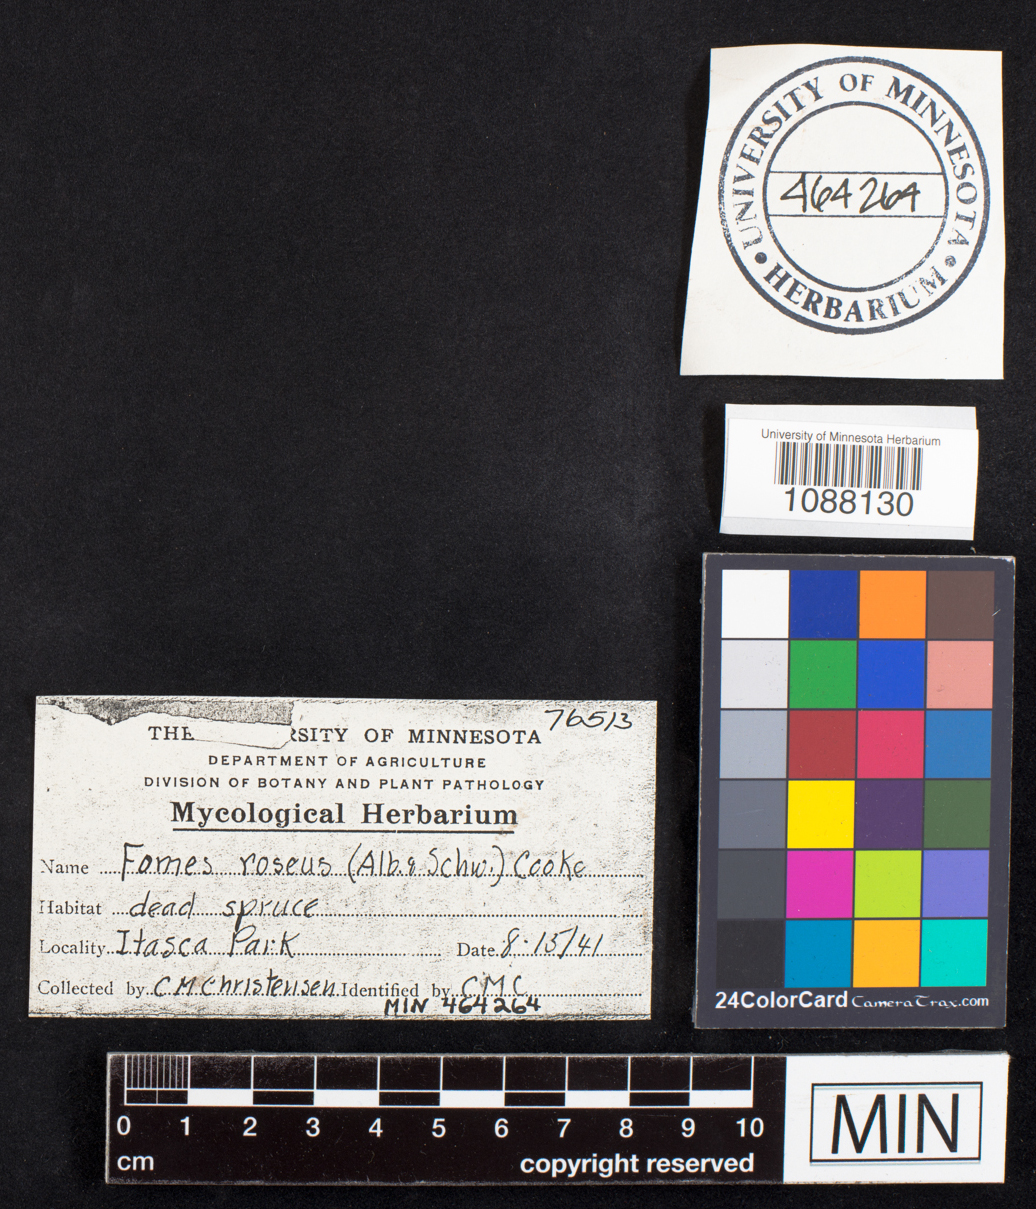 UNIVERSITY OF MINNESOTA
464264
• HERBARIUM •
University of Minnesota Herbarium
1088130
76513
THE RSITY OF MINNESOTA
DEPARTMENT OF AGRICULTURE
DIVISION OF BOTANY AND PLANT PATHOLOGY
Mycological Herbarium
Name Fomes roseus (Alb. & Schw.) Cooke
Habitat dead spruce
Locality Itasca Park Date 8-15/41
Collected by C M Christensen Identified by CMC
MIN 464264
24ColorCard CameraTrax.com
0 1 2 3 4 5 6 7 8 9 10
cm copyright reserved
MIN